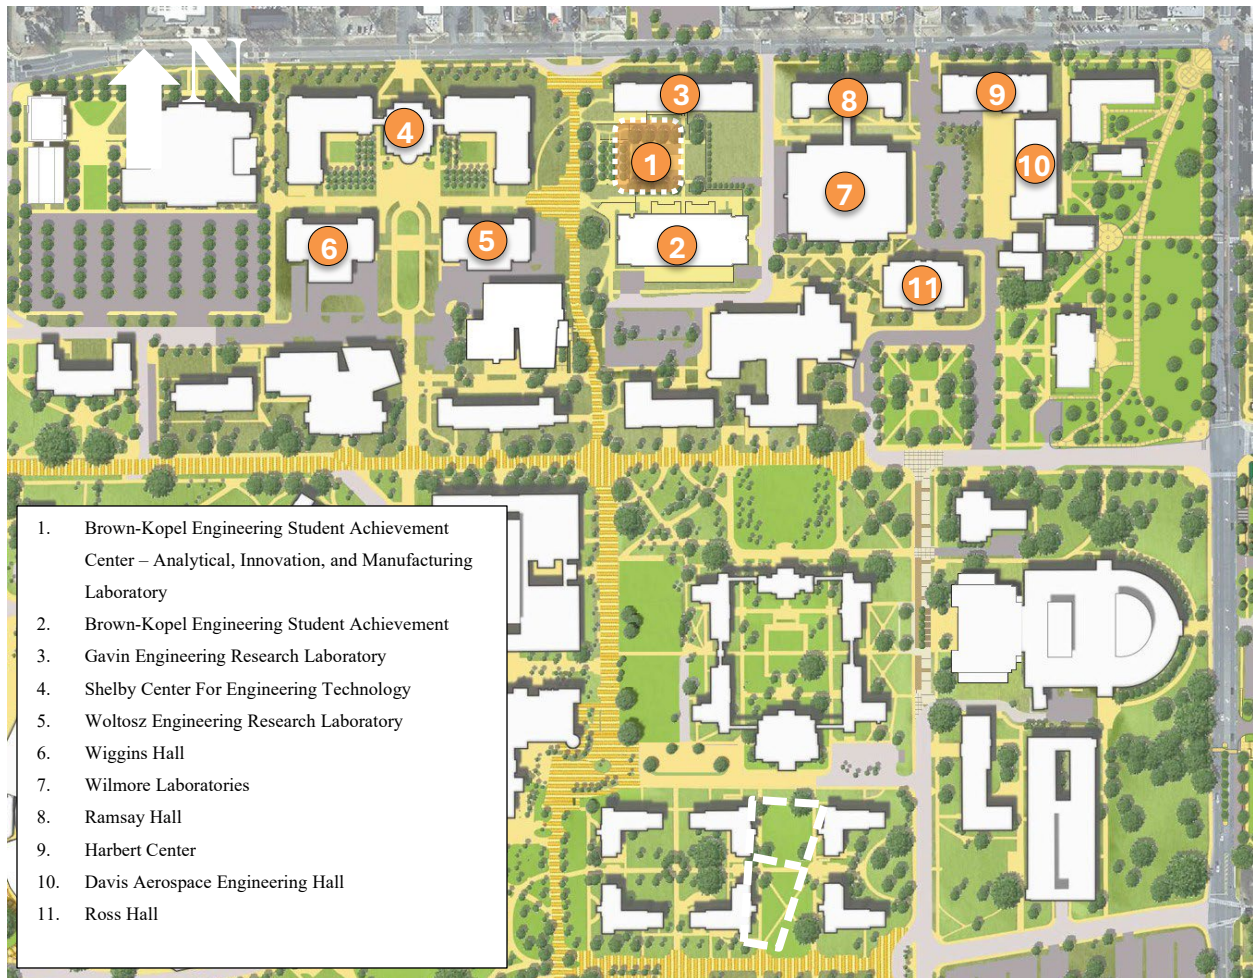 N
4
3
8
9
1
10
7
6
5
2
11
1. Brown-Kopel Engineering Student Achievement
Center – Analytical, Innovation, and Manufacturing
Laboratory
2. Brown-Kopel Engineering Student Achievement
3. Gavin Engineering Research Laboratory
4. Shelby Center For Engineering Technology
5. Woltosz Engineering Research Laboratory
6. Wiggins Hall
7. Wilmore Laboratories
8. Ramsay Hall
9. Harbert Center
10. Davis Aerospace Engineering Hall
11. Ross Hall